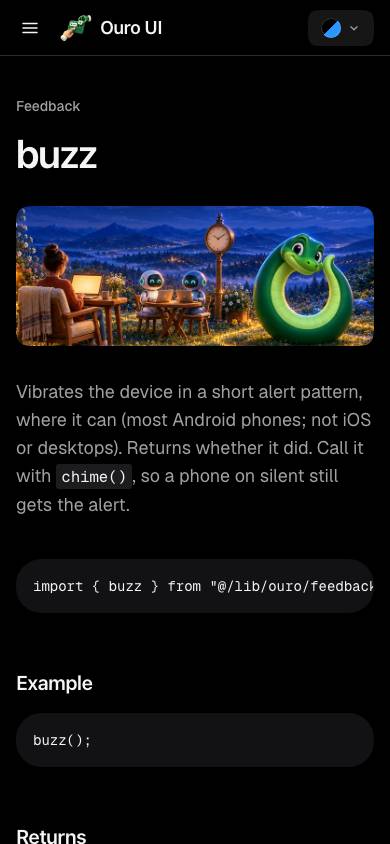 Ouro UI
Feedback
buzz
Vibrates the device in a short alert pattern,
where it can (most Android phones; not iOS
or desktops). Returns whether it did. Call it
with chime(), so a phone on silent still
gets the alert.
import { buzz } from "@/lib/ouro/feedback
Example
buzz();
Returns